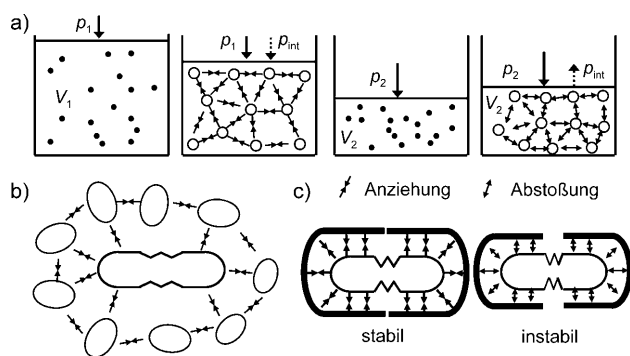 a)
p1
p1
pint
p2
p2
pint
V1
V2
V2
b)
c)
Anziehung
Abstoßung
stabil
instabil